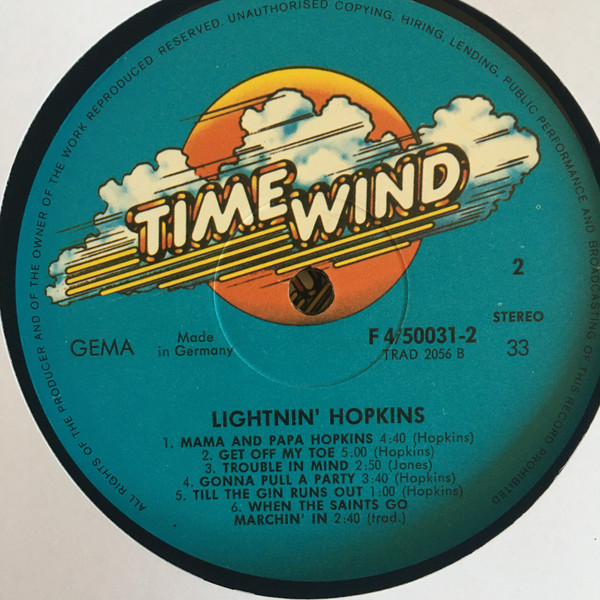 ALL RIGHTS OF THE PRODUCER AND OF THE OWNER OF THE WORK REPRODUCED RESERVED. UNAUTHORISED COPYING, HIRING, LENDING, PUBLIC PERFORMANCE AND BROADCASTING OF THIS RECORD PROHIBITED
TIME WIND
2
GEMA
Made
in Germany
F 4/50031-2
TRAD 2056 B
STEREO
33
LIGHTNIN' HOPKINS
1. MAMA AND PAPA HOPKINS 4:40 (Hopkins)
2. GET OFF MY TOE 5.00 (Hopkins)
3. TROUBLE IN MIND 2:50 (Jones)
4. GONNA PULL A PARTY 3:40 (Hopkins)
5. TILL THE GIN RUNS OUT 1:00 (Hopkins)
6. WHEN THE SAINTS GO
MARCHIN' IN 2:40 (trad.)